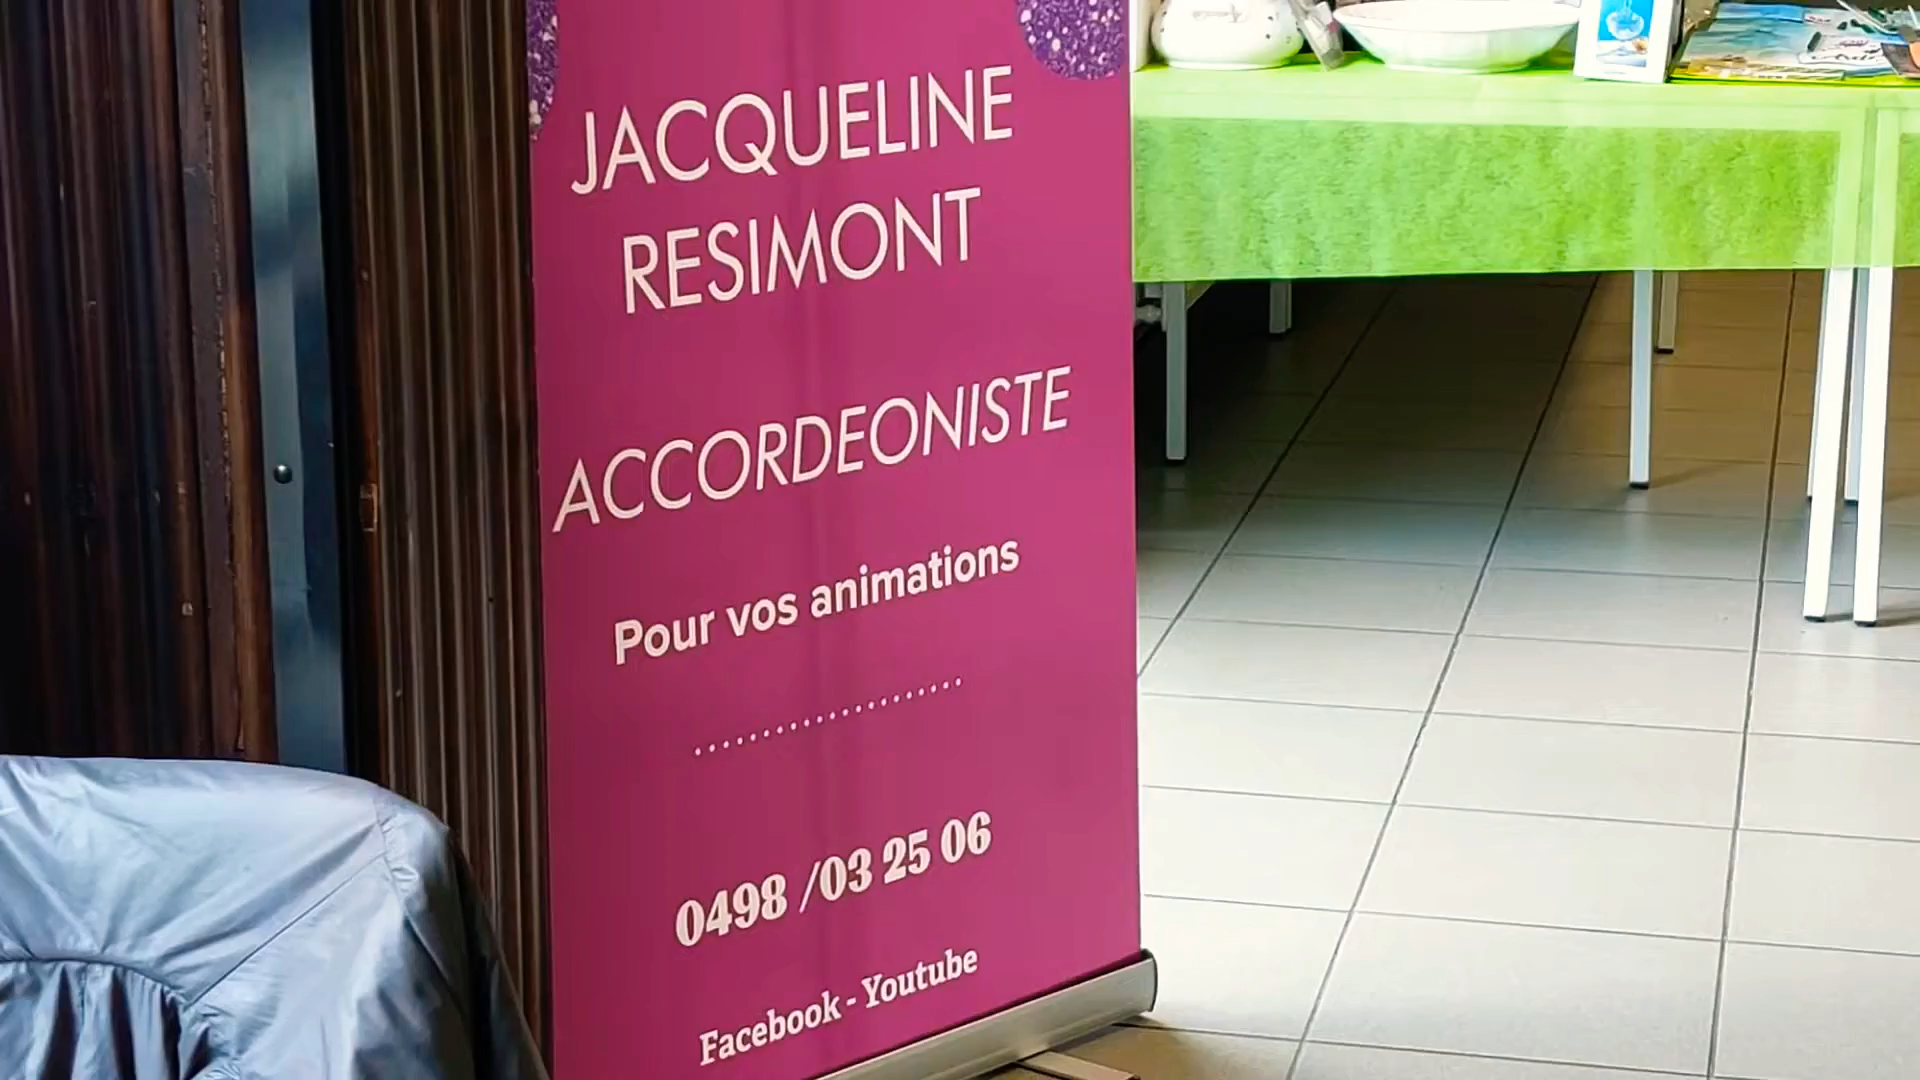 JACQUELINE
RESIMONT
ACCORDEONISTE
Pour vos animations
....................
0498 /03 25 06
Facebook - Youtube